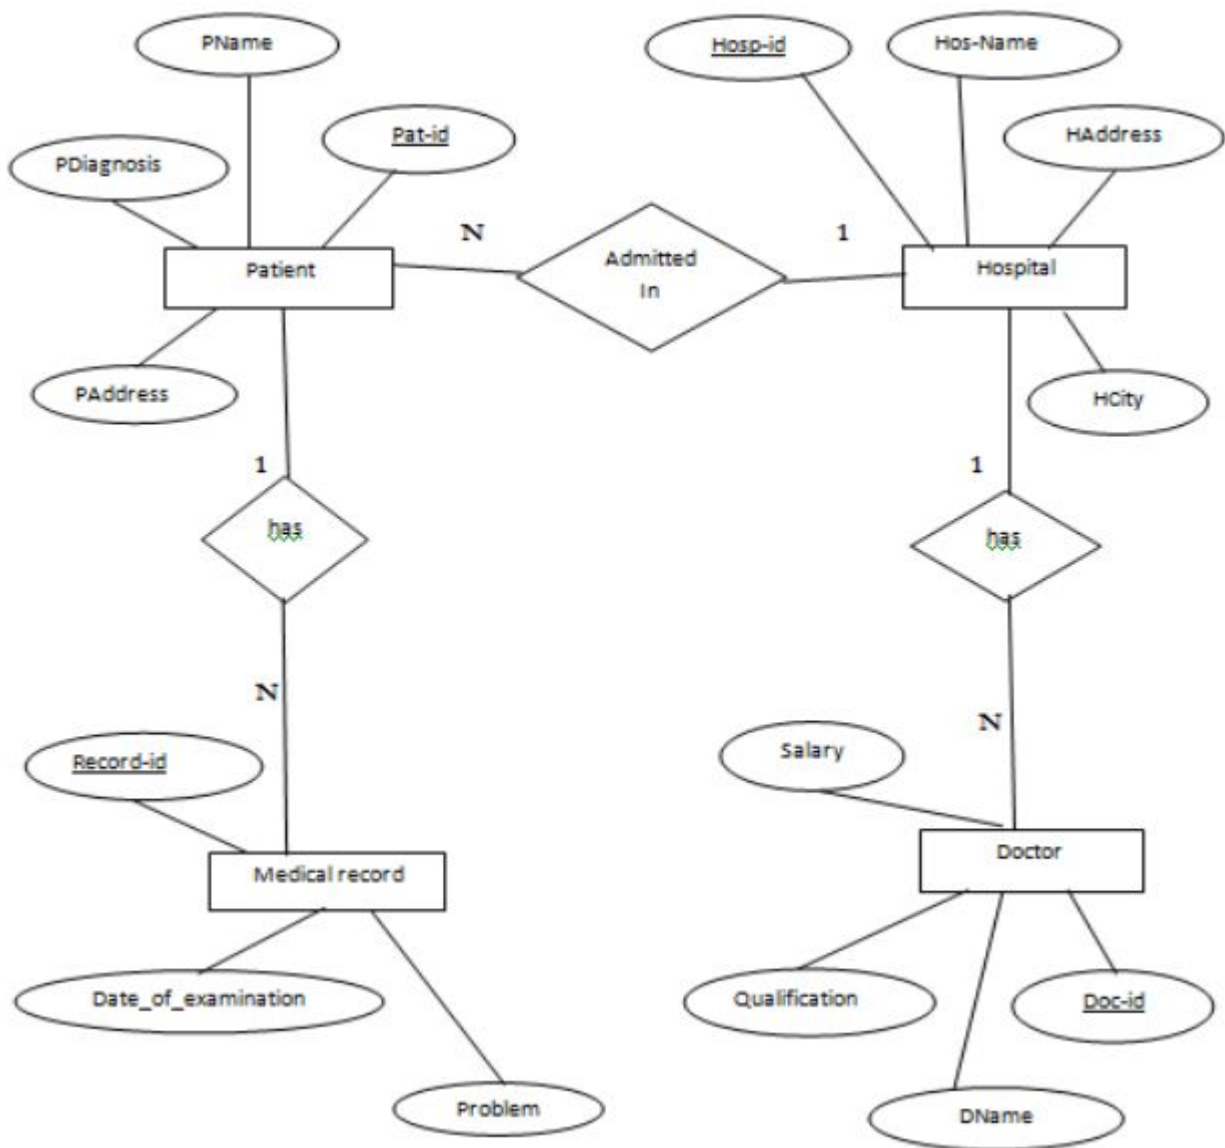 PName
Hosp-id
Hos-Name
Pat-id
HAddress
PDiagnosis
N
1
Admitted
In
Patient
Hospital
PAddress
HCity
1
1
has
has
N
N
Record-id
Salary
Medical record
Doctor
Date_of_examination
Qualification
Doc-id
Problem
DName